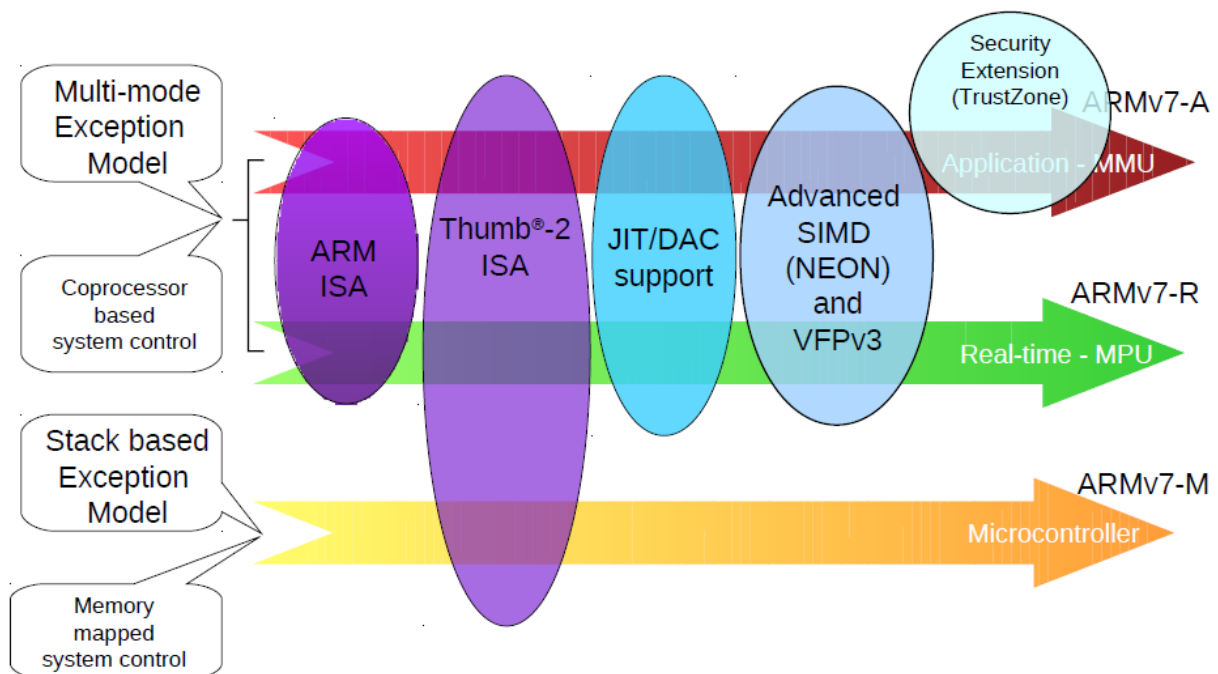 Multi-mode
Exception
Model
Coprocessor
based
system control
Stack based
Exception
Model
Memory
mapped
system control
ARM
ISA
Thumb®-2
ISA
JIT/DAC
support
Advanced
SIMD
(NEON)
and
VFPv3
Security
Extension
(TrustZone)
ARMv7-A
Application - MMU
ARMv7-R
Real-time - MPU
ARMv7-M
Microcontroller